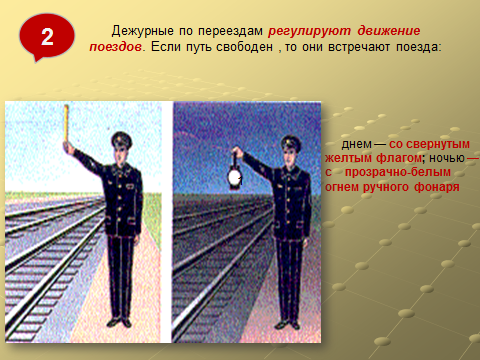 2
Дежурные по переездам регулируют движение
поездов. Если путь свободен , то они встречают поезда:
днем — со свернутым
желтым флагом; ночью —
с прозрачно-белым
огнем ручного фонаря